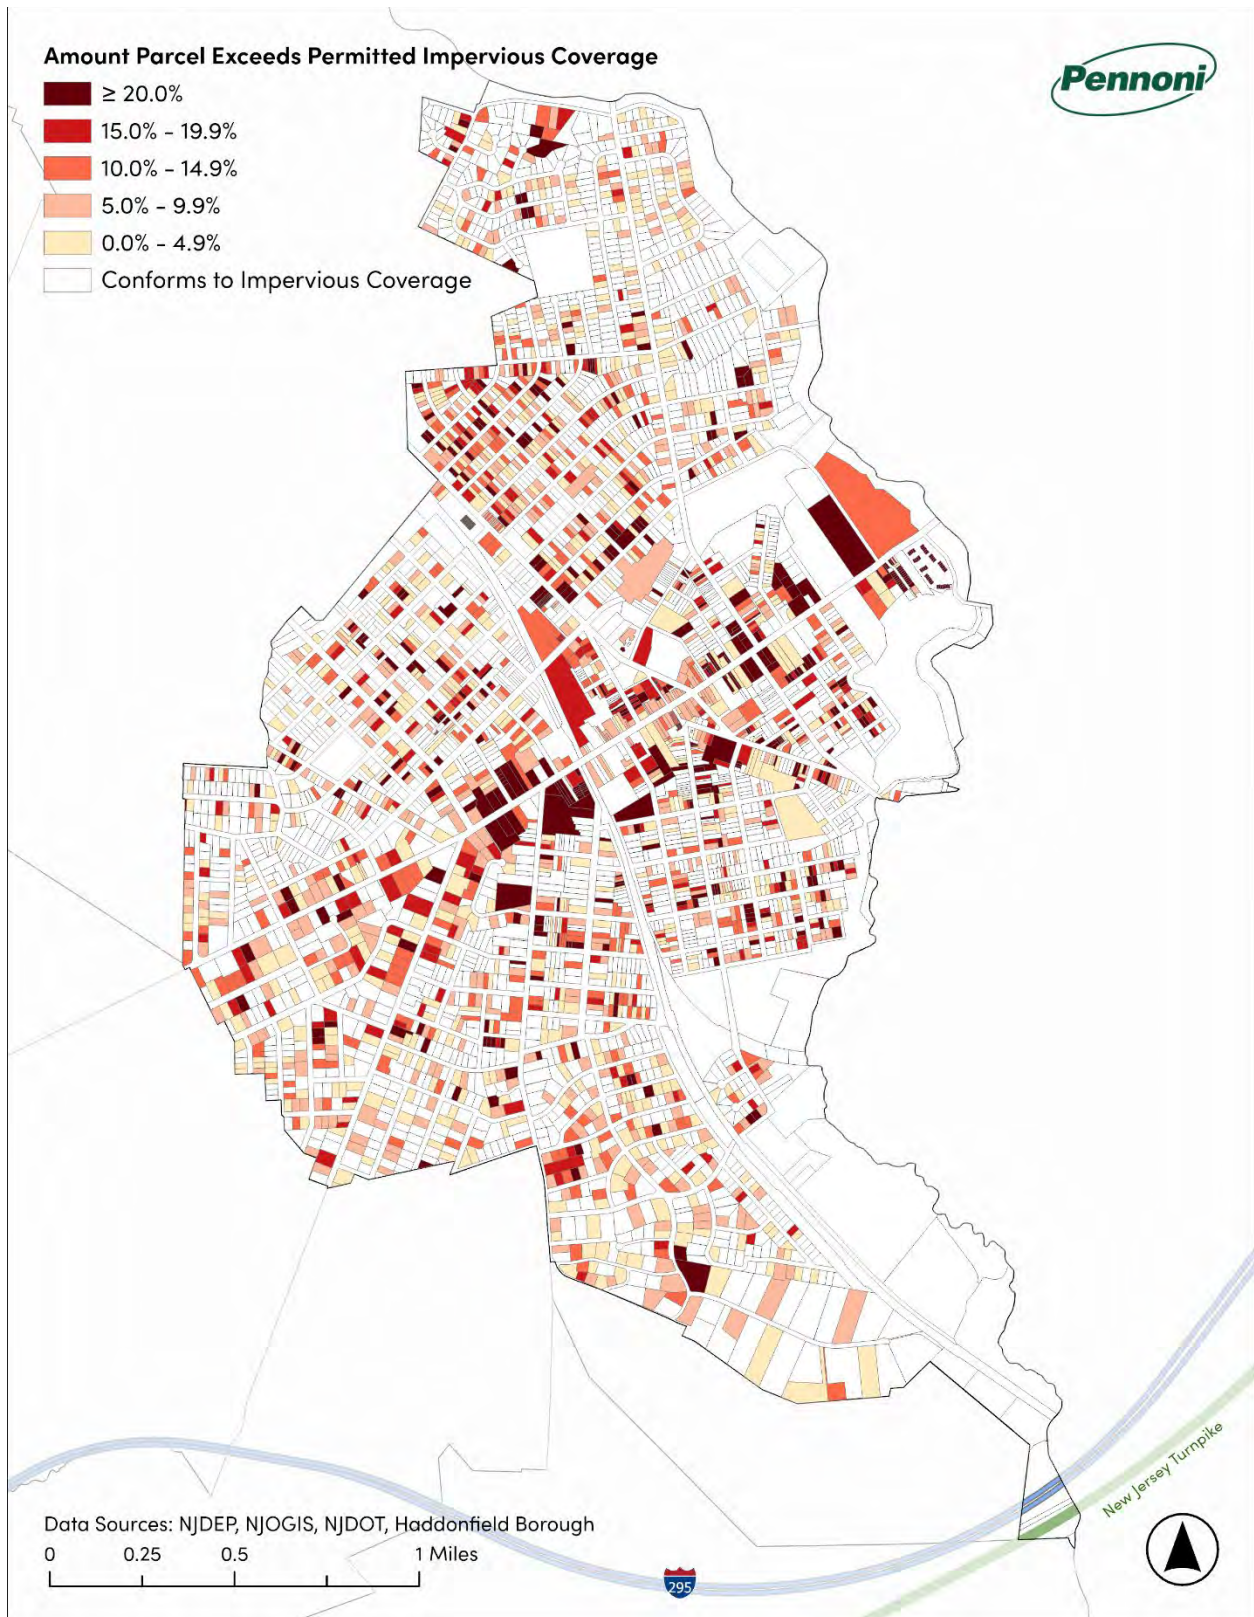 Amount Parcel Exceeds Permitted Impervious Coverage
≥ 20.0%
15.0% - 19.9%
10.0% - 14.9%
5.0% - 9.9%
0.0% - 4.9%
Conforms to Impervious Coverage
Pennoni
New Jersey Turnpike
Data Sources: NJDEP, NJOGIS, NJDOT, Haddonfield Borough
0 0.25 0.5 1 Miles
295